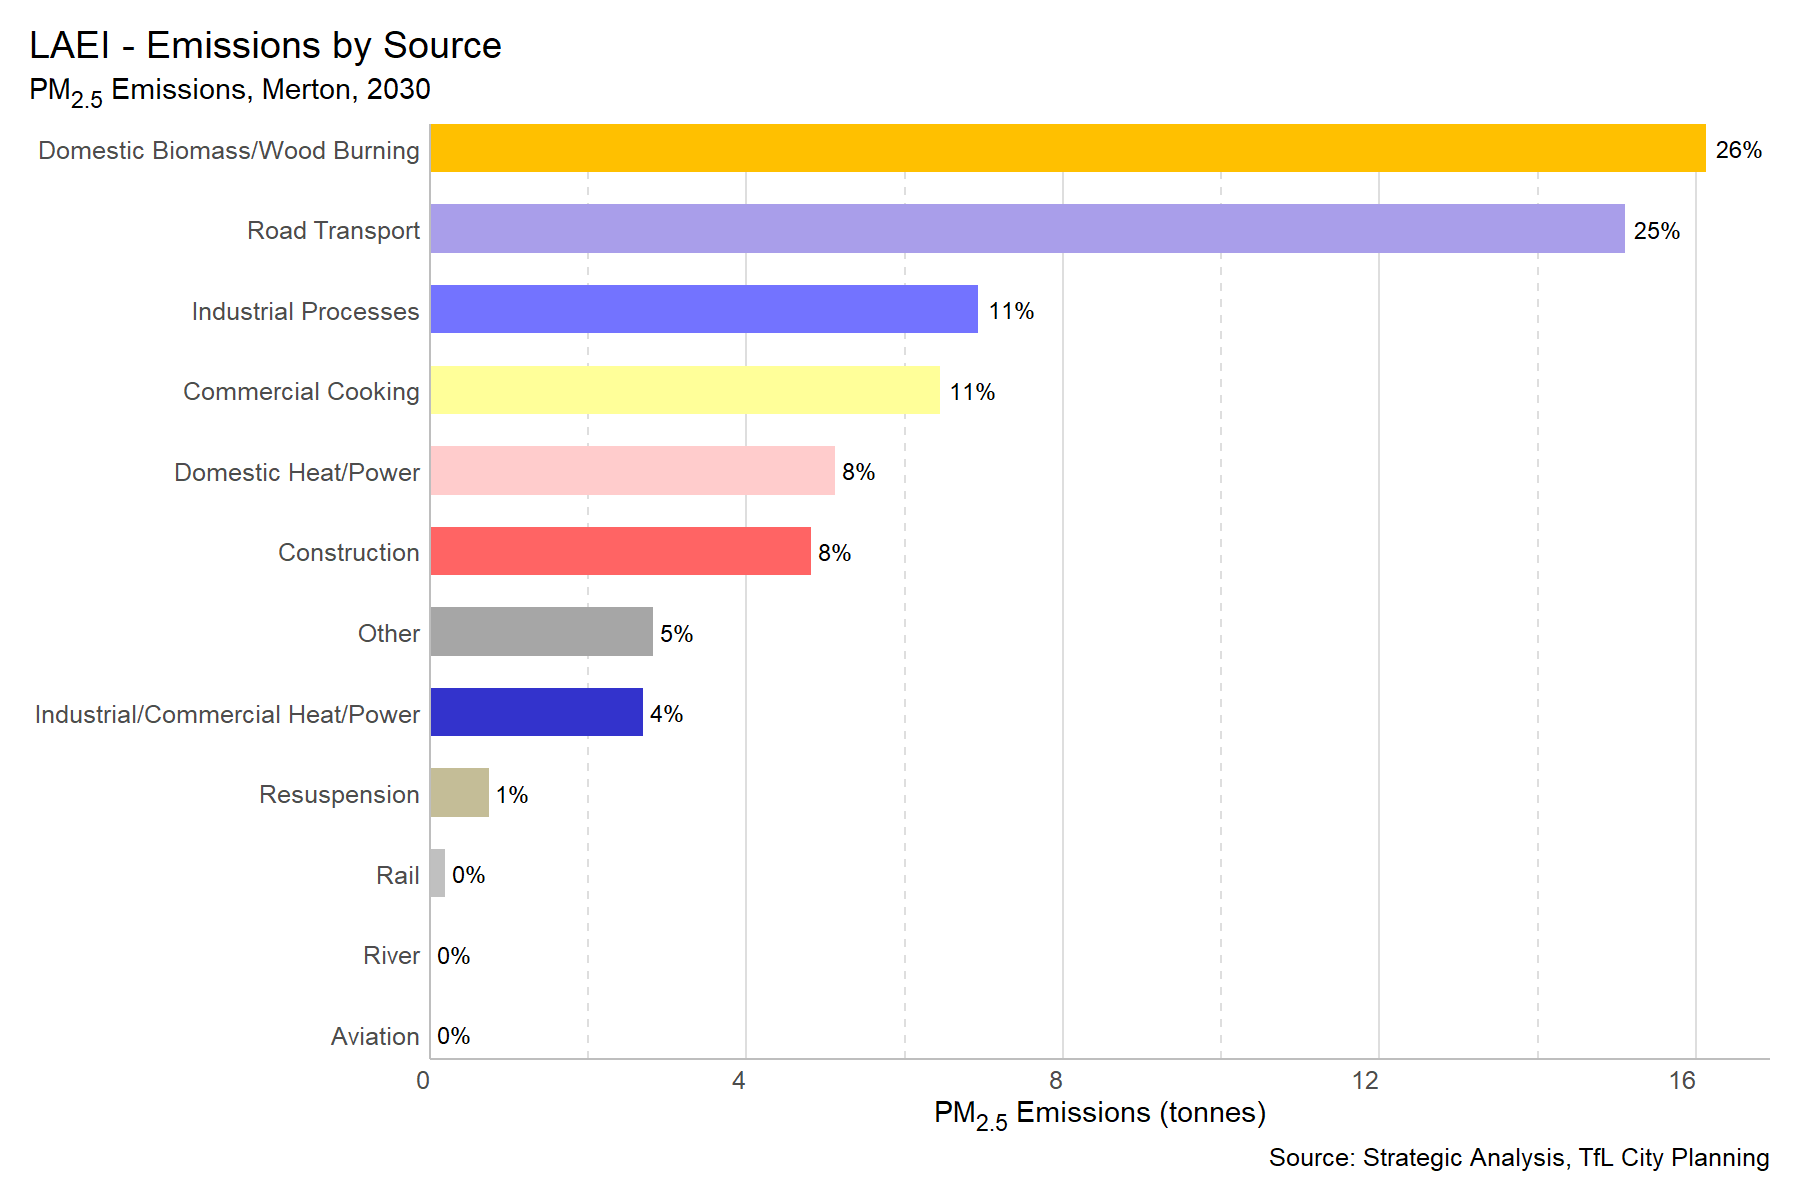 LAEI - Emissions by Source
PM2.5 Emissions, Merton, 2030
Domestic Biomass/Wood Burning 26%
Road Transport 25%
Industrial Processes 11%
Commercial Cooking 11%
Domestic Heat/Power 8%
Construction 8%
Other 5%
Industrial/Commercial Heat/Power 4%
Resuspension 1%
Rail 0%
River 0%
Aviation 0%
0 4 8 12 16
PM2.5 Emissions (tonnes)
Source: Strategic Analysis, TfL City Planning